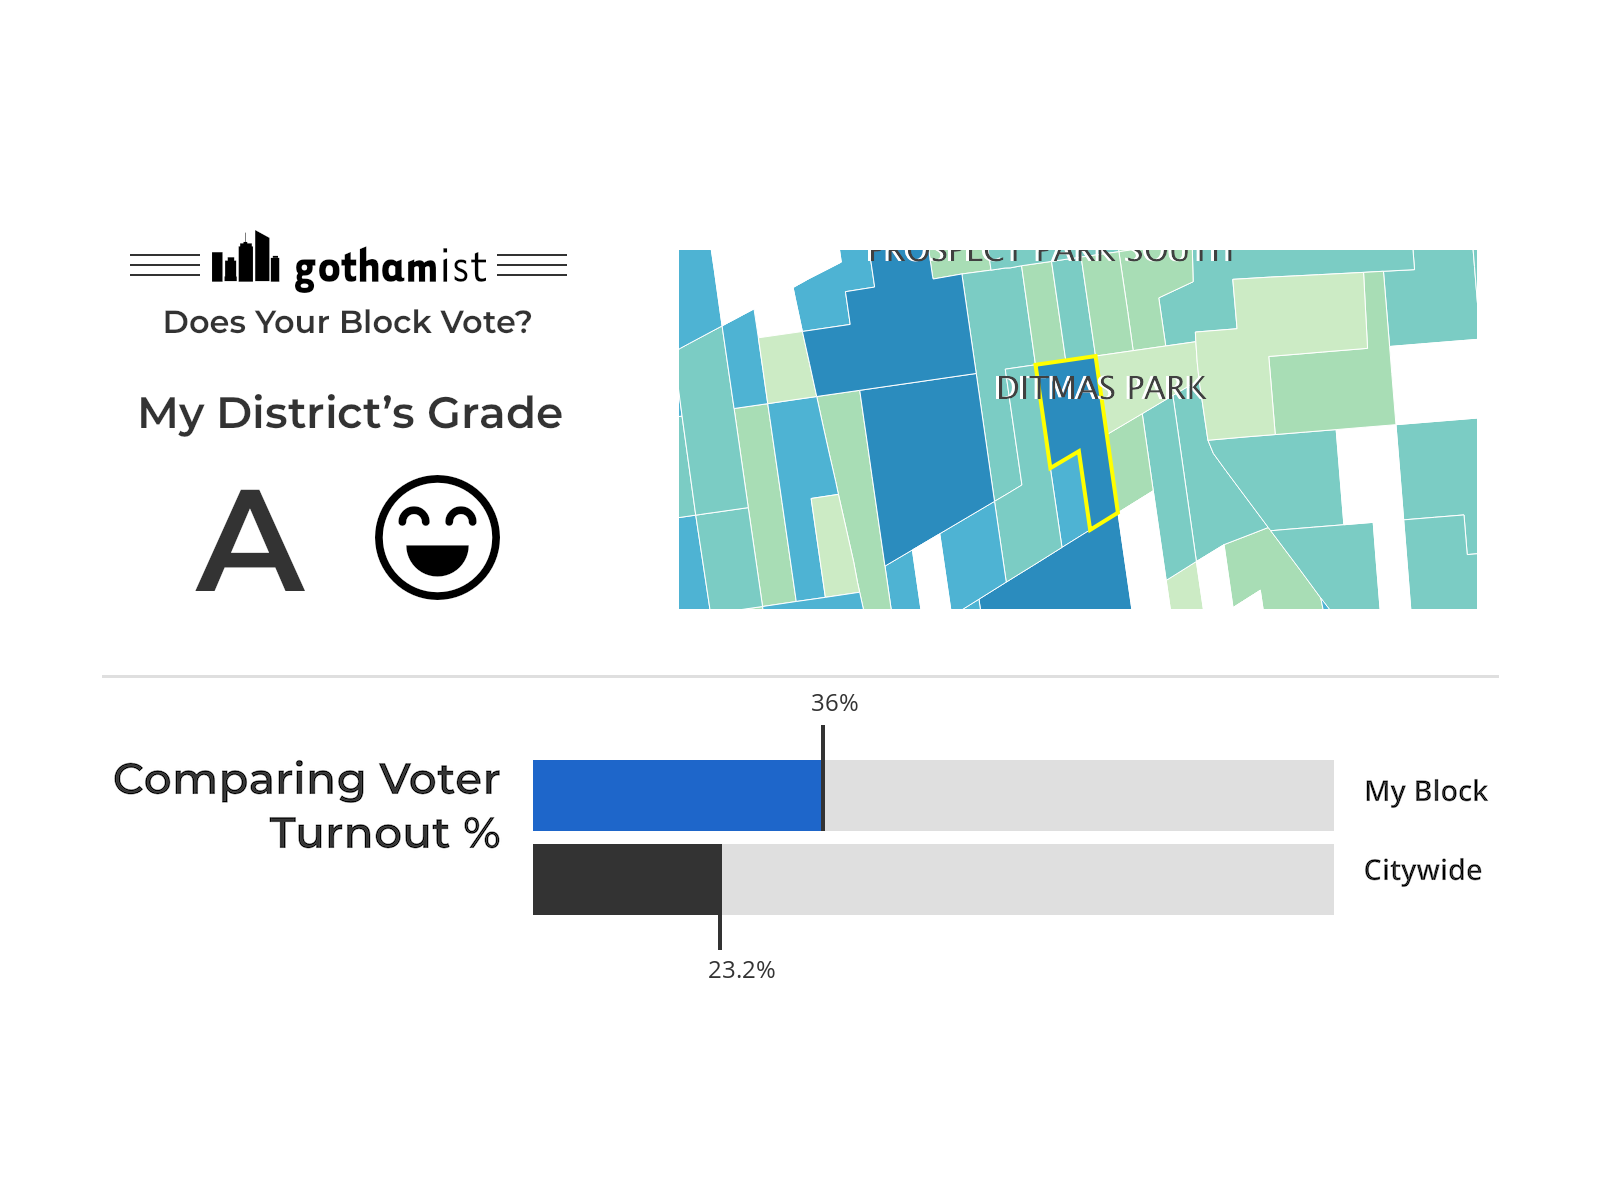 gothamist
Does Your Block Vote?
My District’s Grade
A
PROSPECT PARK SOUTH
DITMAS PARK
36%
Comparing Voter
Turnout %
My Block
Citywide
23.2%